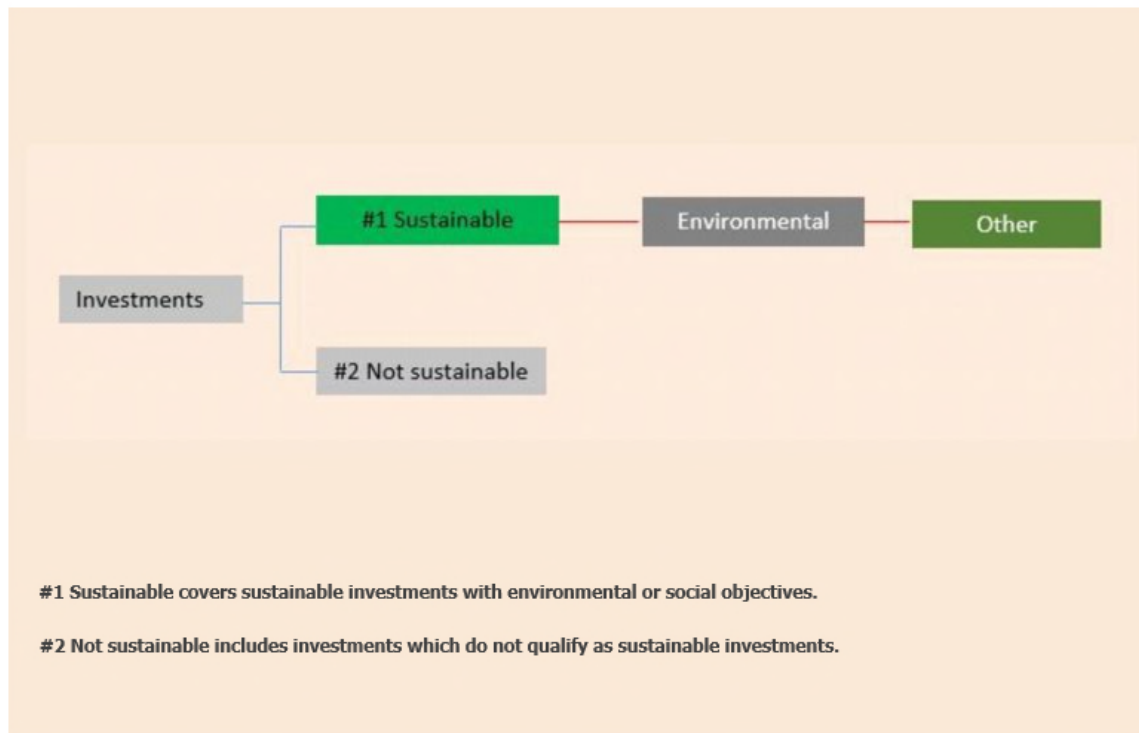 #1 Sustainable
Environmental
Other
Investments
#2 Not sustainable
#1 Sustainable covers sustainable investments with environmental or social objectives.
#2 Not sustainable includes investments which do not qualify as sustainable investments.